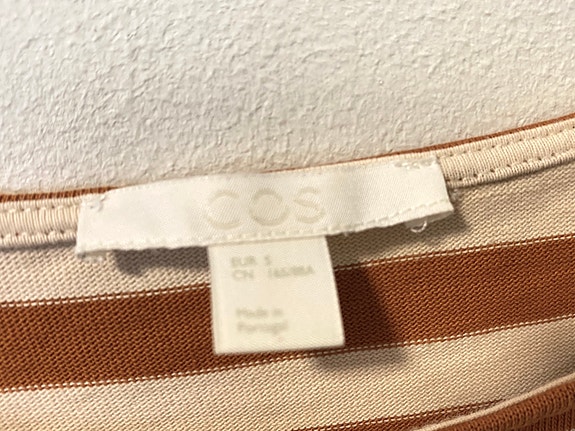 COS
EUR S
CN 165/88A
Made in
Portugal